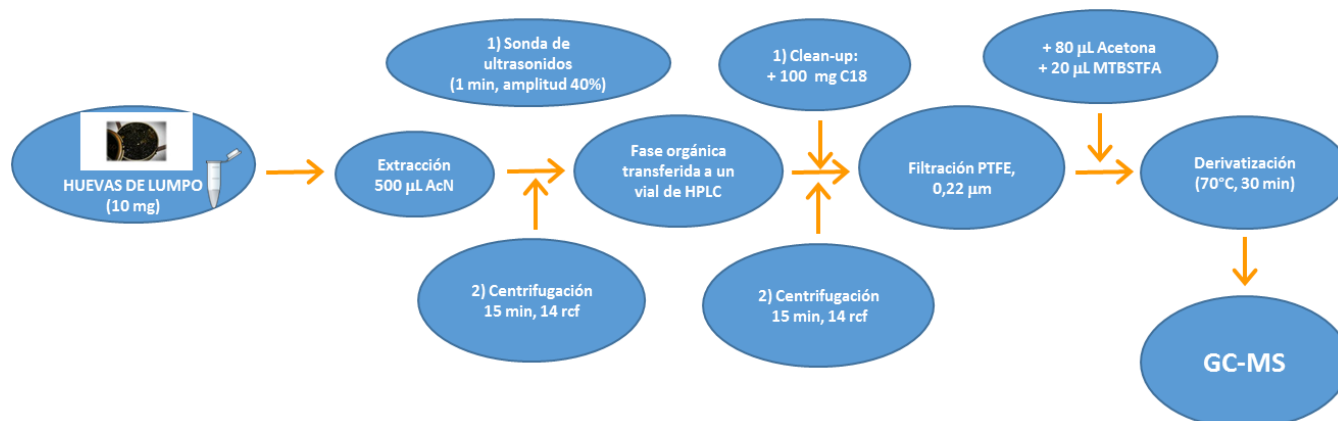 HUEVAS DE LUMPO
(10 mg)
Extracción
500 µL AcN
1) Sonda de
ultrasonidos
(1 min, amplitud 40%)
2) Centrifugación
15 min, 14 rcf
Fase orgánica
transferida a un
vial de HPLC
1) Clean-up:
+ 100 mg C18
2) Centrifugación
15 min, 14 rcf
Filtración PTFE,
0,22 µm
+ 80 µL Acetona
+ 20 µL MTBSTFA
Derivatización
(70°C, 30 min)
GC-MS